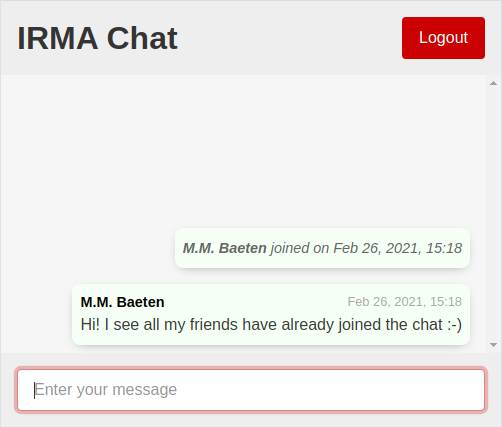 IRMA Chat
Logout
M.M. Baeten joined on Feb 26, 2021, 15:18
M.M. Baeten Feb 26, 2021, 15:18
Hi! I see all my friends have already joined the chat :-)
Enter your message